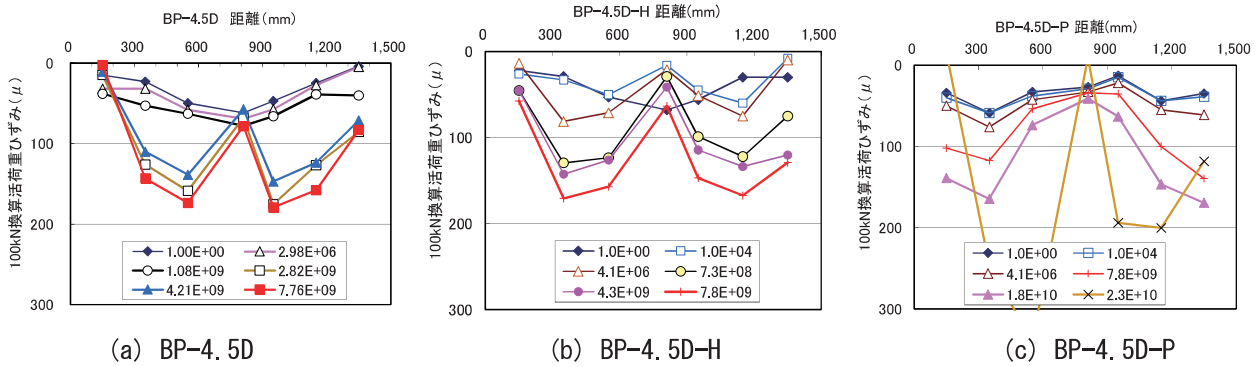 BP-4.5D 距離(mm)
0 300 600 900 1,200 1,500
0
100
200
300
100kN換算活荷重ひずみ(μ)
1.00E+00 2.98E+06
1.08E+09 2.82E+09
4.21E+09 7.76E+09
(a) BP-4.5D
BP-4.5D-H 距離(mm)
0 300 600 900 1,200 1,500
0
100
200
300
100kN換算活荷重ひずみ(μ)
1.0E+00 1.0E+04
4.1E+06 7.3E+08
4.3E+09 7.8E+09
(b) BP-4.5D-H
BP-4.5D-P 距離(mm)
0 300 600 900 1,200 1,500
0
100
200
300
100kN換算活荷ひずみ(μ)
1.0E+00 1.0E+04
4.1E+06 7.8E+09
1.8E+10 2.3E+10
(c) BP-4.5D-P